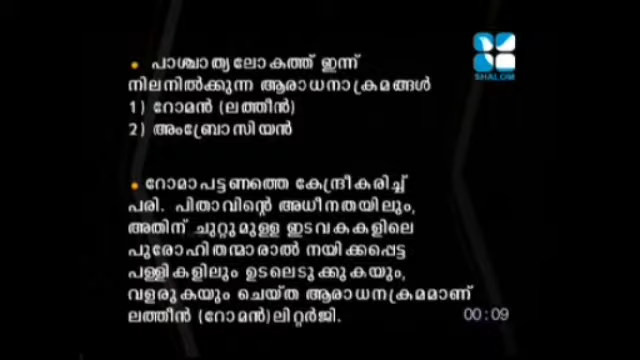 SHALOM
• പാശ്ചാത്യലോകത്ത് ഇന്ന്
നിലനിൽക്കുന്ന ആരാധനാക്രമങ്ങൾ
1) റോമൻ (ലത്തീൻ)
2) അംബ്രോസിയൻ
• റോമാപട്ടണത്തെ കേന്ദ്രീകരിച്ച്
പരി. പിതാവിന്റെ അധീനതയിലും,
അതിന് ചുറ്റുമുള്ള ഇടവകകളിലെ
പുരോഹിതന്മാരാൽ നയിക്കപ്പെട്ട
പള്ളികളിലും ഉടലെടുക്കുകയും,
വളരുകയും ചെയ്ത ആരാധനക്രമമാണ്
ലത്തീൻ (റോമൻ)ലിറ്റർജി.
00:09